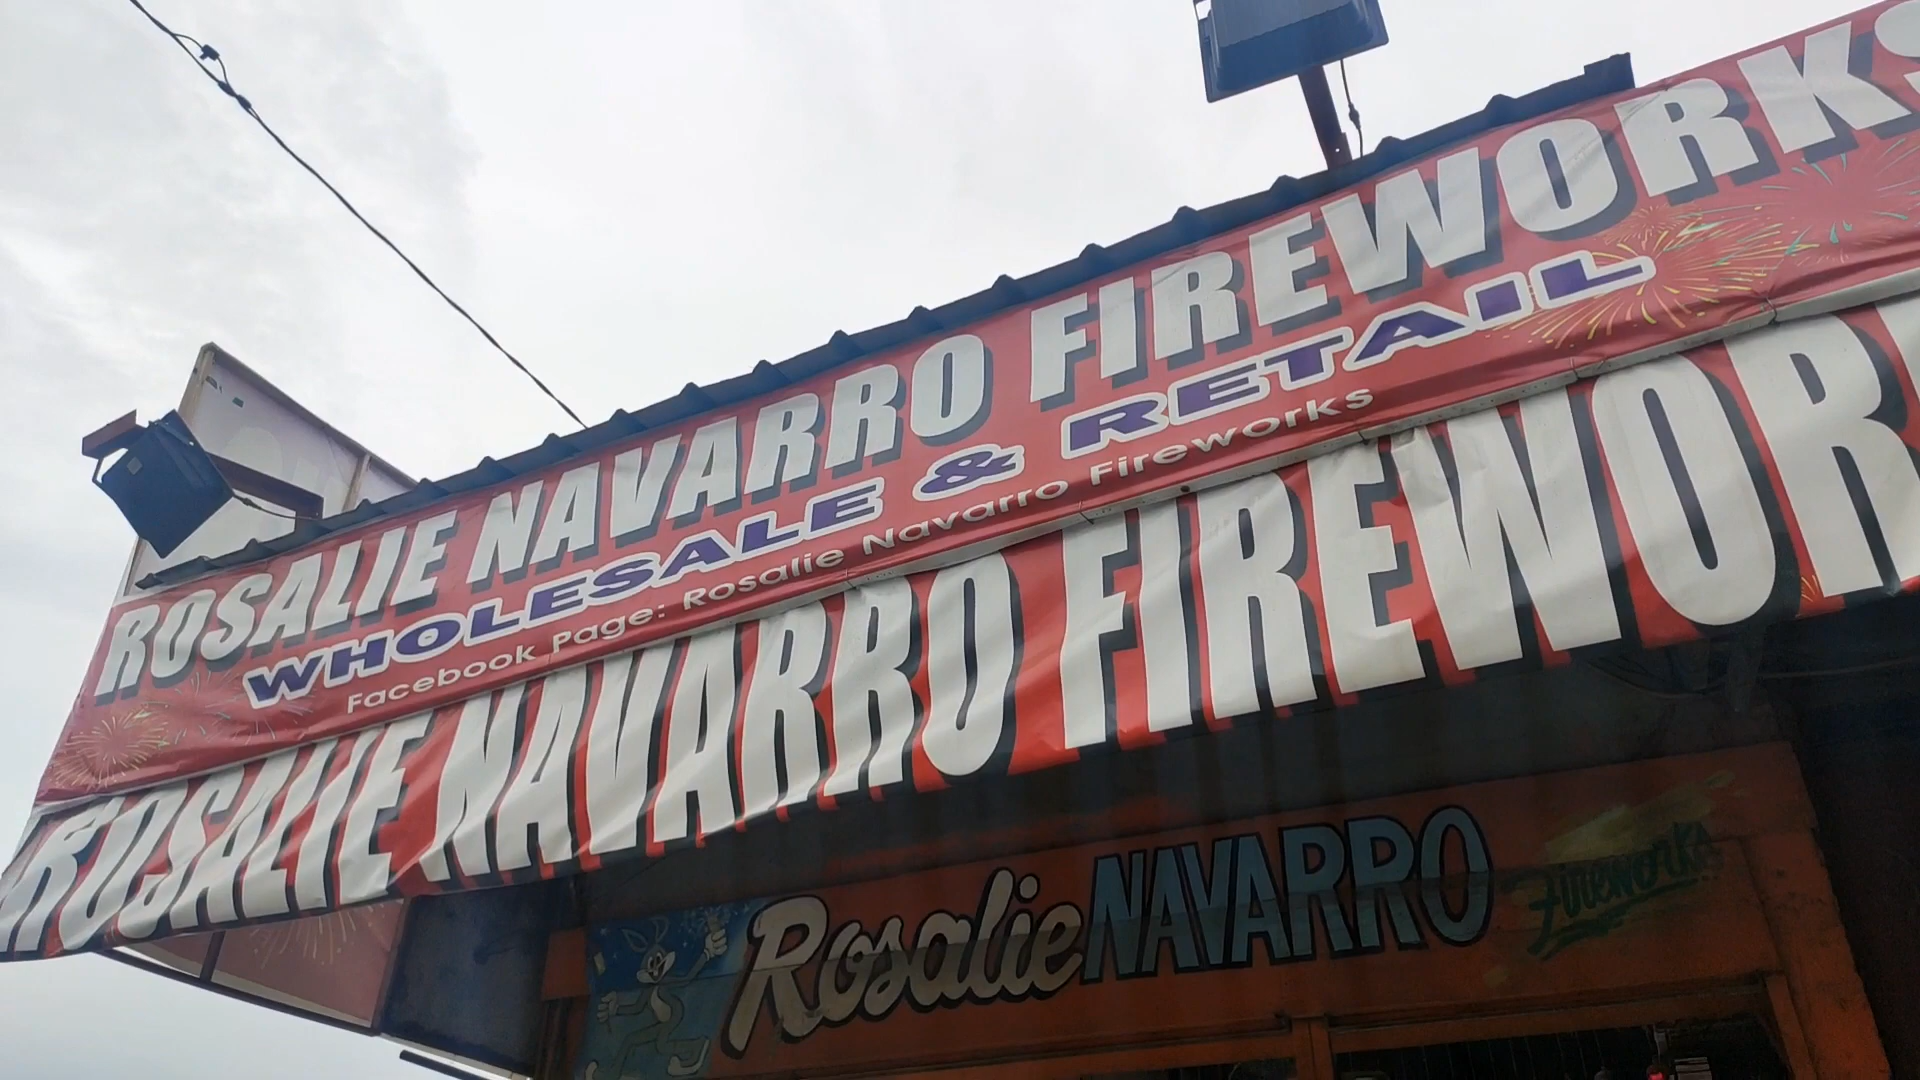 ROSALIE NAVARRO FIREWORKS
WHOLESALE & RETAIL
Facebook Page: Rosalie Navarro Fireworks
ROSALIE NAVARRO FIREWOR
Rosalie NAVARRO Fireworks